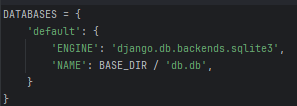 DATABASES = {
    'default': {
        'ENGINE': 'django.db.backends.sqlite3',
        'NAME': BASE_DIR / 'db.db',
    }
}